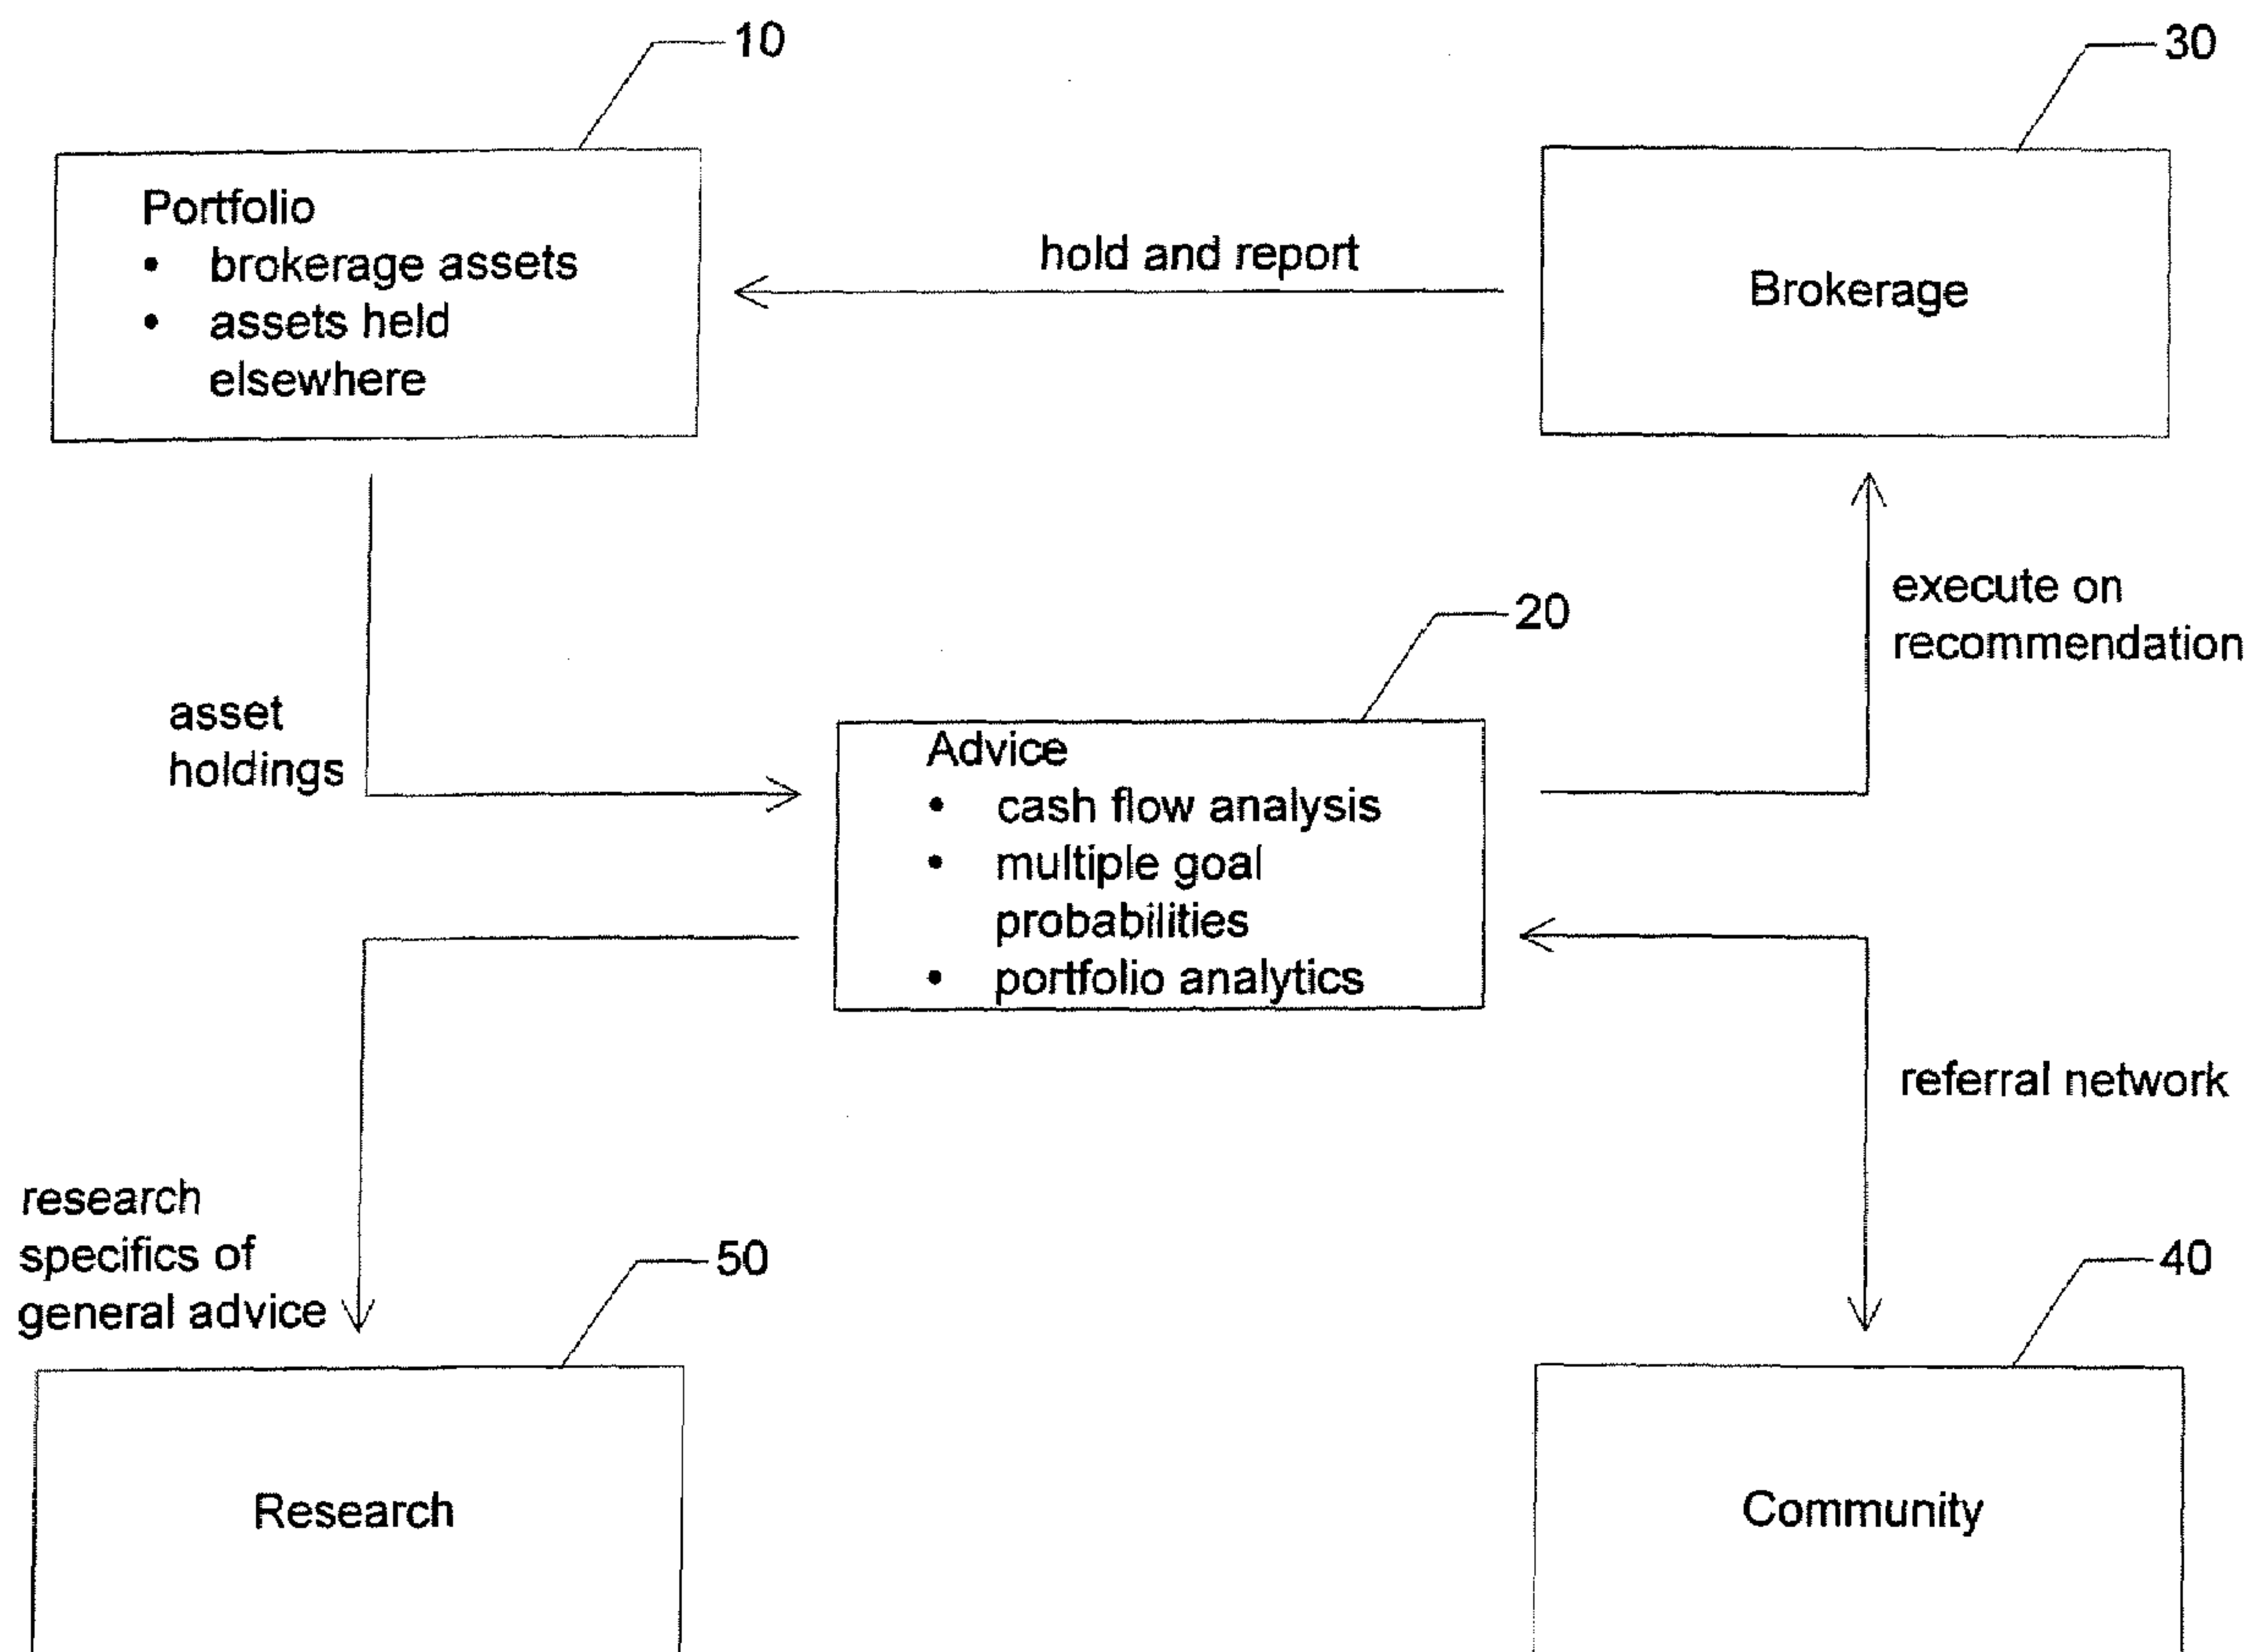 10
30
Portfolio
• brokerage assets
• assets held
elsewhere
hold and report
Brokerage
20
execute on
recommendation
asset
holdings
Advice
• cash flow analysis
• multiple goal
probabilities
• portfolio analytics
referral network
research
specifics of
general advice
50
40
Research
Community